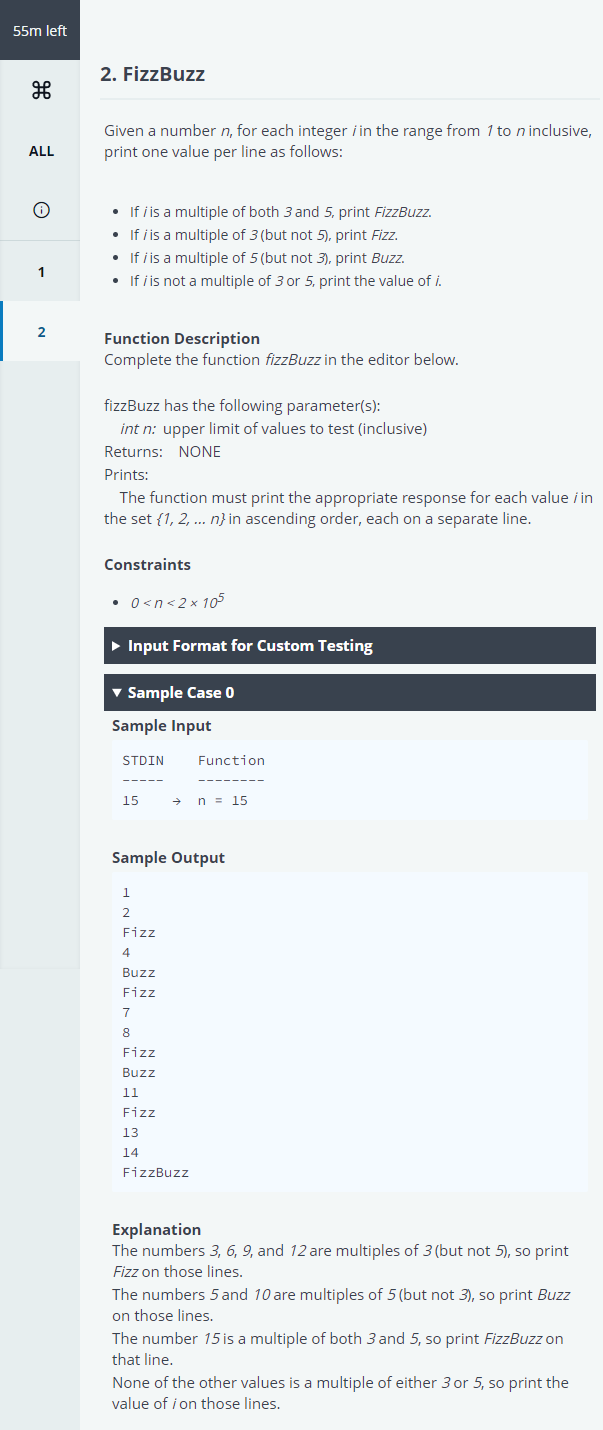 55m left
⌘
ALL
1
2
2. FizzBuzz
Given a number n, for each integer i in the range from 1 to n inclusive,
print one value per line as follows:
• If i is a multiple of both 3 and 5, print FizzBuzz.
• If i is a multiple of 3 (but not 5), print Fizz.
• If i is a multiple of 5 (but not 3), print Buzz.
• If i is not a multiple of 3 or 5, print the value of i.
Function Description
Complete the function fizzBuzz in the editor below.
fizzBuzz has the following parameter(s):
int n: upper limit of values to test (inclusive)
Returns: NONE
Prints:
The function must print the appropriate response for each value i in
the set {1, 2, ... n} in ascending order, each on a separate line.
Constraints
• 0 < n < 2 × 10^5
Input Format for Custom Testing
Sample Case 0
Sample Input
STDIN Function
----- --------
15 → n = 15
Sample Output
1
2
Fizz
4
Buzz
Fizz
7
8
Fizz
Buzz
11
Fizz
13
14
FizzBuzz
Explanation
The numbers 3, 6, 9, and 12 are multiples of 3 (but not 5), so print
Fizz on those lines.
The numbers 5 and 10 are multiples of 5 (but not 3), so print Buzz
on those lines.
The number 15 is a multiple of both 3 and 5, so print FizzBuzz on
that line.
None of the other values is a multiple of either 3 or 5, so print the
value of i on those lines.